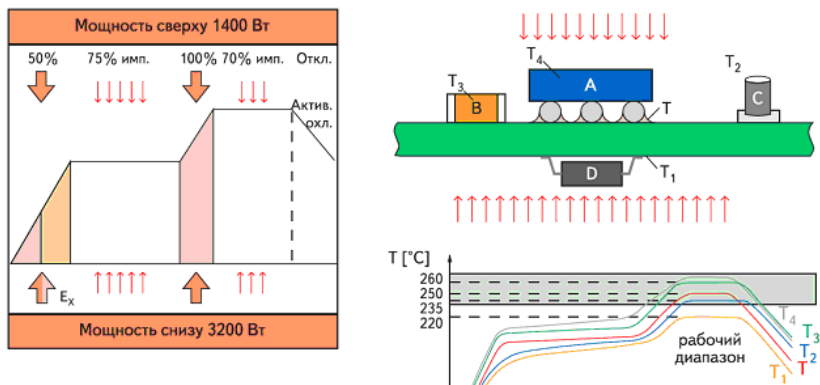 Мощность сверху 1400 Вт
50% 75% имп. 100% 70% имп. Откл.
Актив.
охл.
Eₓ
Мощность снизу 3200 Вт
T₄
A
T₃
B
T
T₂
C
D
T₁
T [°C]
260
250
235
220
рабочий
диапазон
T₄
T₃
T₂
T
T₁